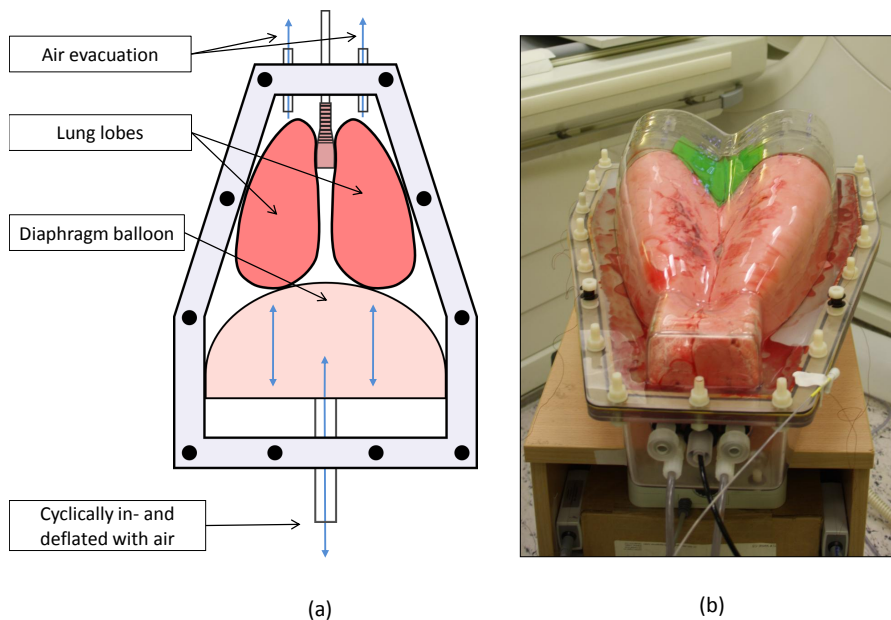 Air evacuation
Lung lobes
Diaphragm balloon
Cyclically in- and
deflated with air
(a)
(b)